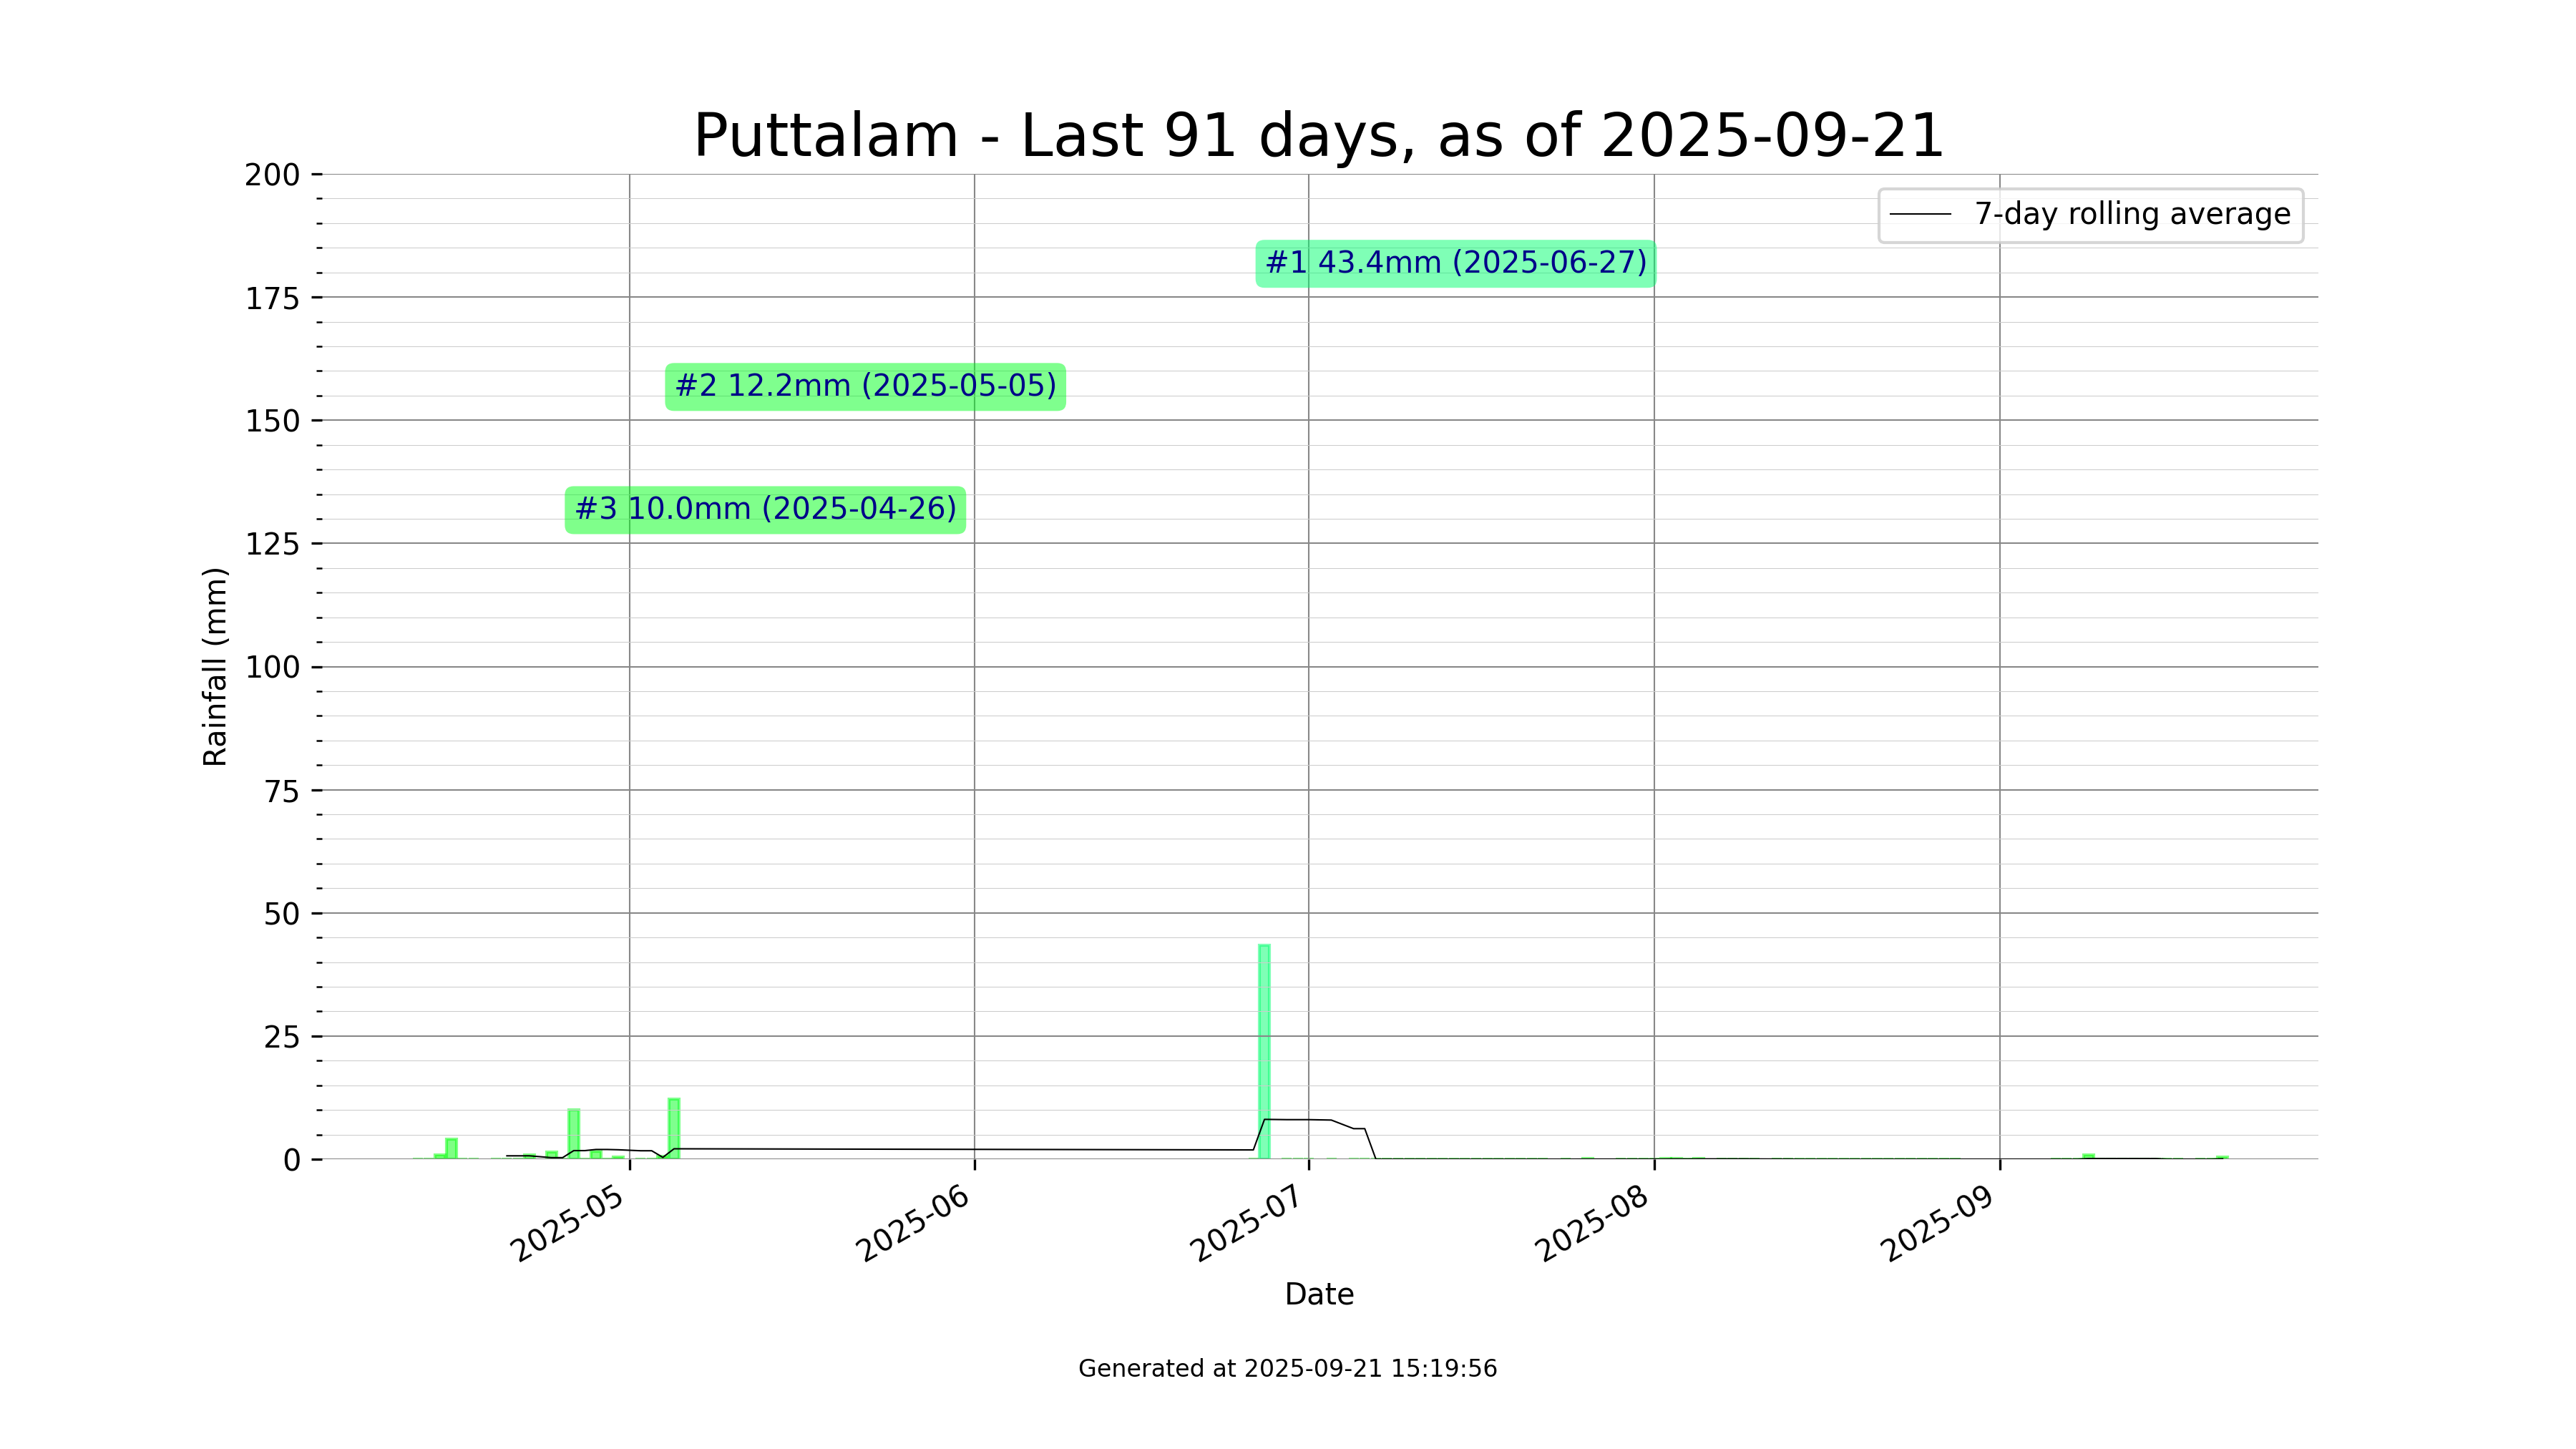 Puttalam - Last 91 days, as of 2025-09-21
200
175
150
125
100
75
50
25
0
Rainfall (mm)
7-day rolling average
#1 43.4mm (2025-06-27)
#2 12.2mm (2025-05-05)
#3 10.0mm (2025-04-26)
2025-05
2025-06
2025-07
2025-08
2025-09
Date
Generated at 2025-09-21 15:19:56